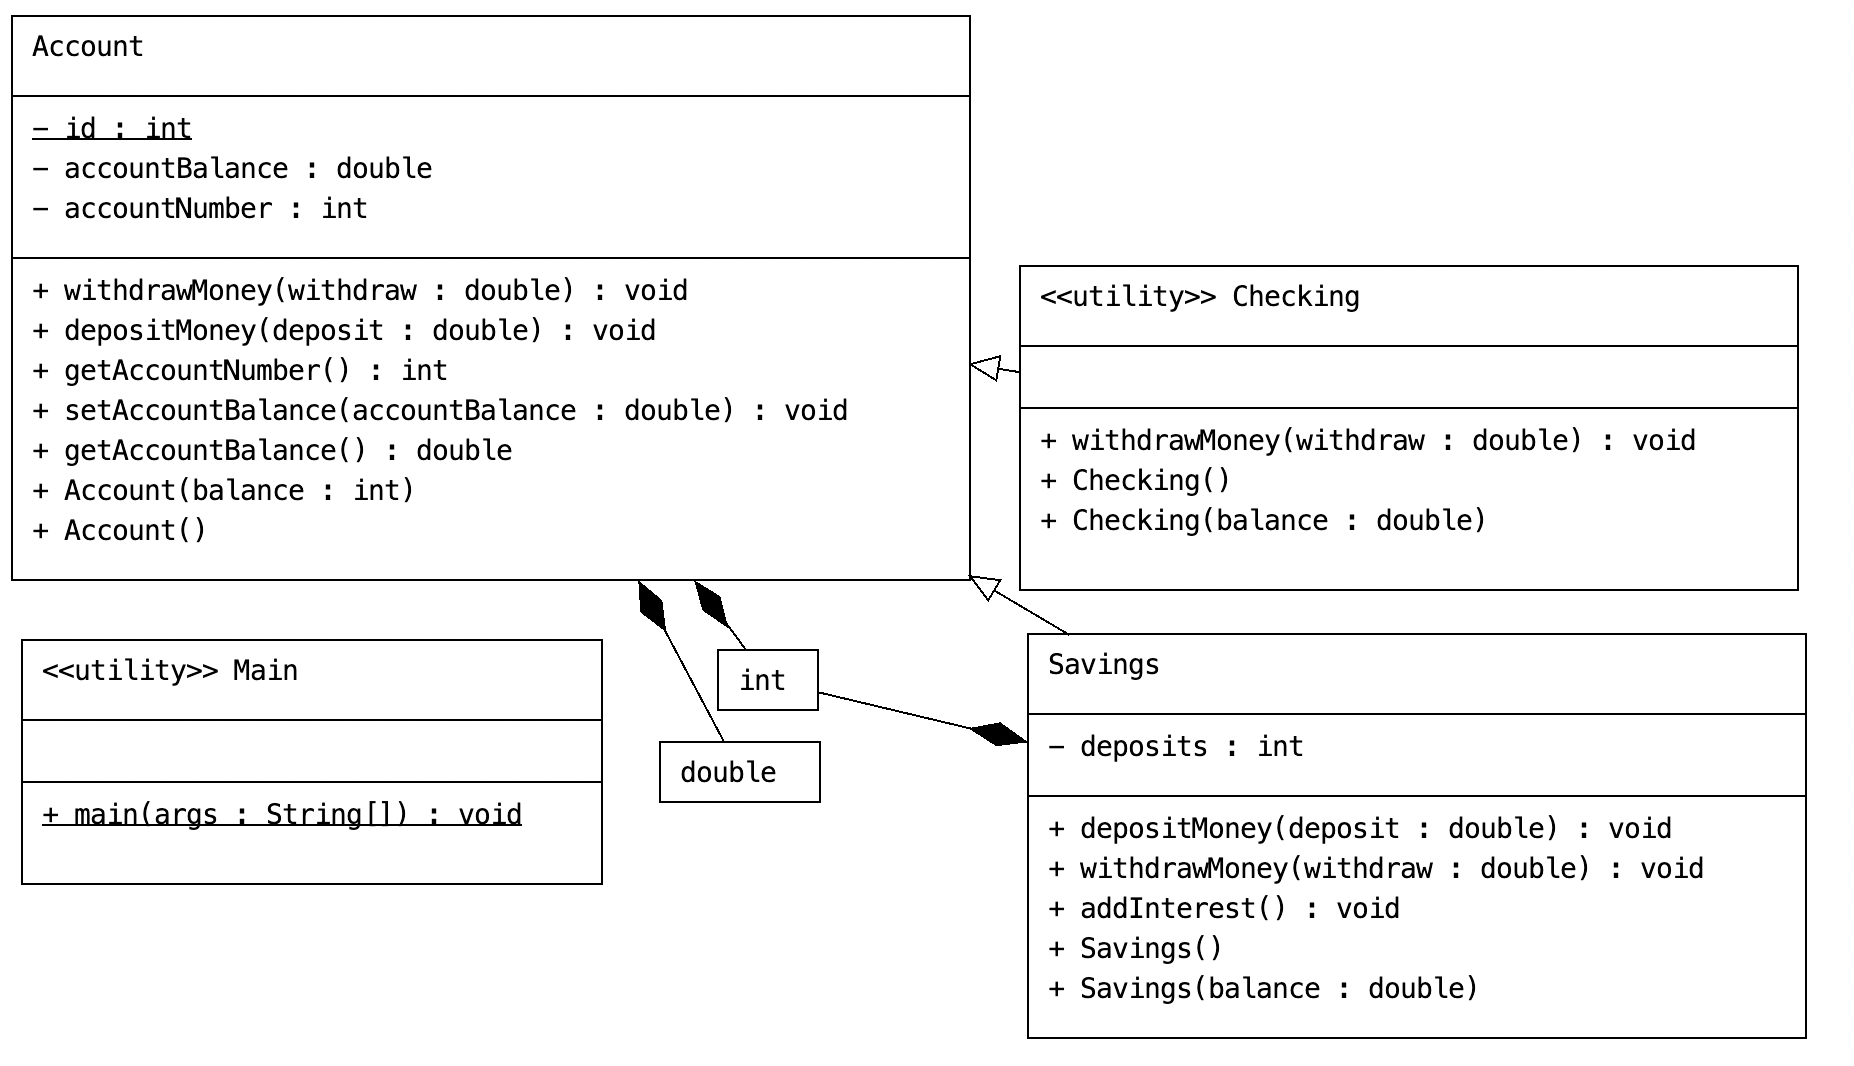 Account
− id : int
− accountBalance : double
− accountNumber : int
+ withdrawMoney(withdraw : double) : void
+ depositMoney(deposit : double) : void
+ getAccountNumber() : int
+ setAccountBalance(accountBalance : double) : void
+ getAccountBalance() : double
+ Account(balance : int)
+ Account()
<<utility>> Checking
+ withdrawMoney(withdraw : double) : void
+ Checking()
+ Checking(balance : double)
<<utility>> Main
+ main(args : String[]) : void
int
double
Savings
− deposits : int
+ depositMoney(deposit : double) : void
+ withdrawMoney(withdraw : double) : void
+ addInterest() : void
+ Savings()
+ Savings(balance : double)